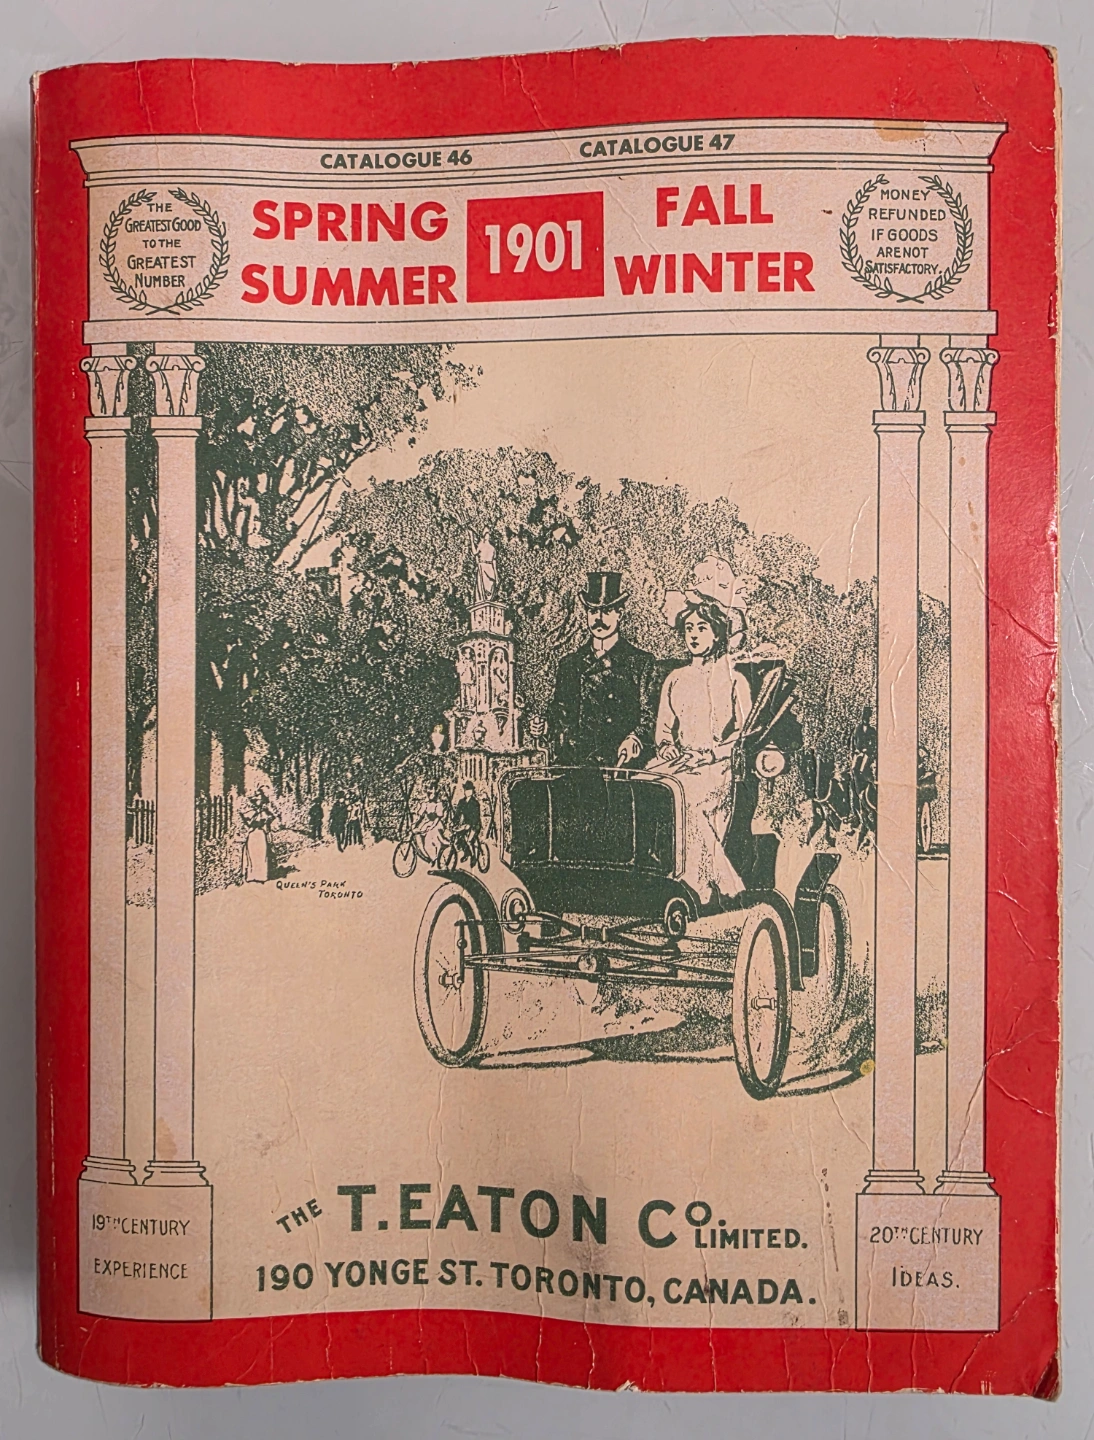 CATALOGUE 46
CATALOGUE 47
THE
GREATEST GOOD
TO THE
GREATEST
NUMBER
SPRING
SUMMER
1901
FALL
WINTER
MONEY
REFUNDED
IF GOODS
ARE NOT
SATISFACTORY.
QUEEN'S PARK
TORONTO
THE T. EATON CO. LIMITED.
190 YONGE ST. TORONTO, CANADA.
19TH CENTURY
EXPERIENCE
20TH CENTURY
IDEAS.